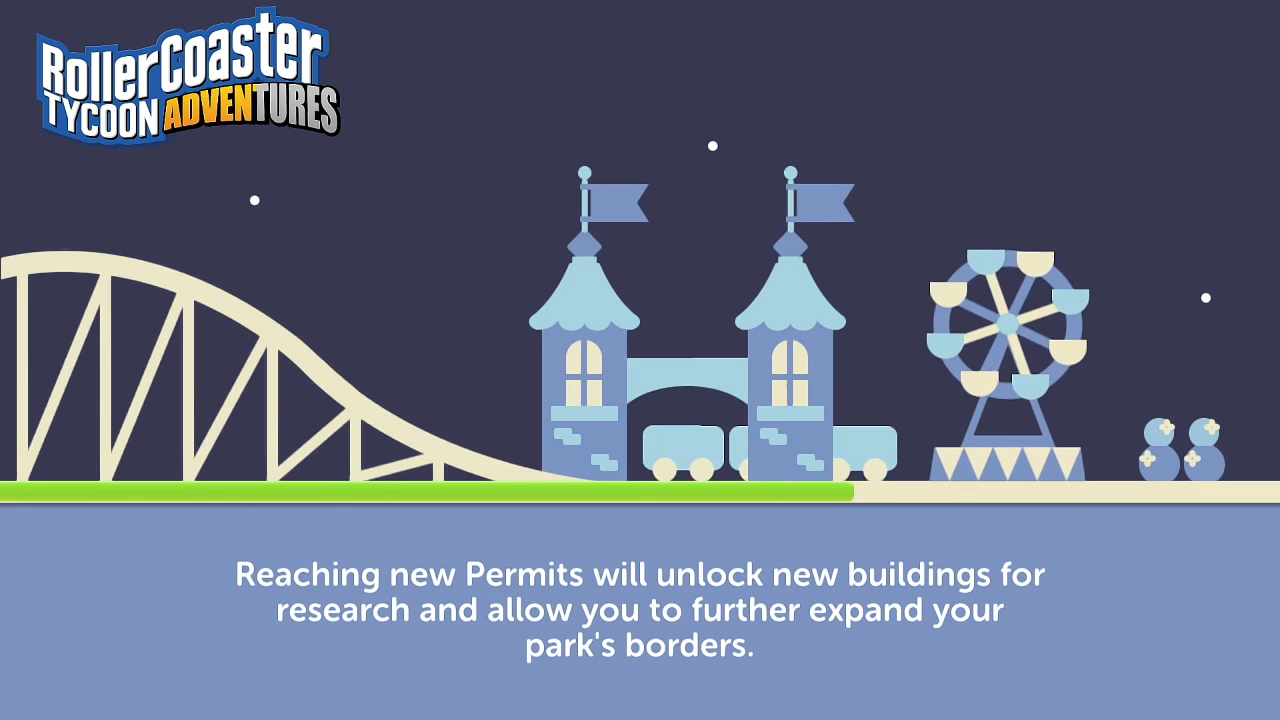 RollerCoaster
TYCOON ADVENTURES
Reaching new Permits will unlock new buildings for
research and allow you to further expand your
park's borders.